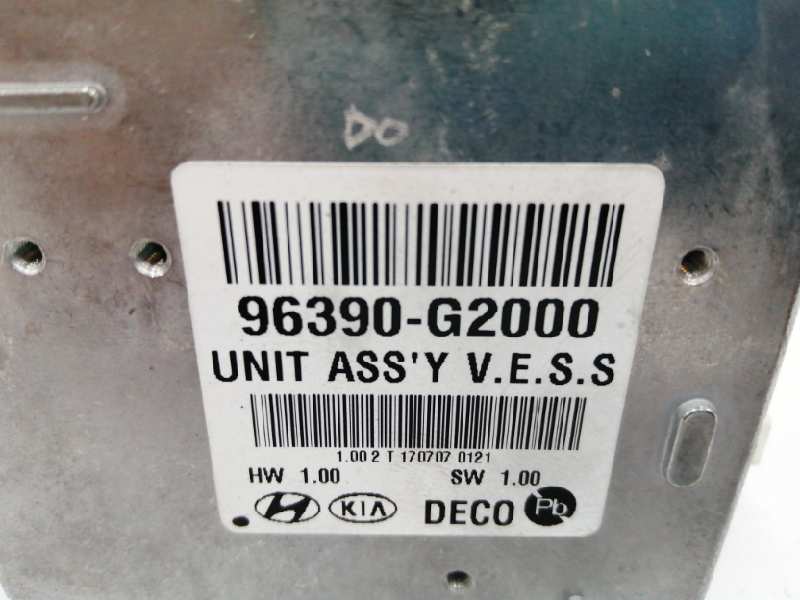 DO
96390-G2000
UNIT ASS'Y V.E.S.S
1.00 2 T 170707 0121
HW 1.00 SW 1.00
KIA DECO Pb